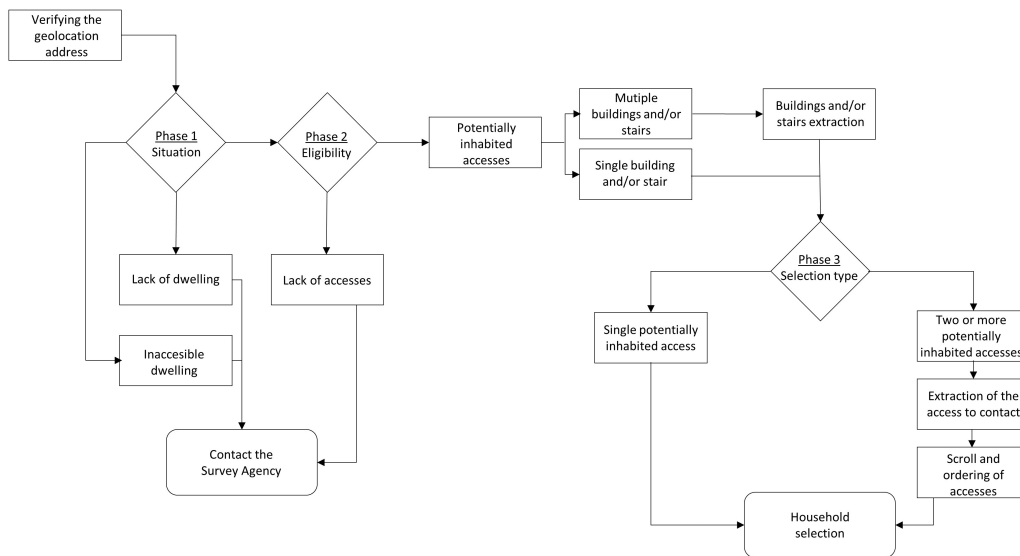 Verifying the
geolocation
address
Phase 1
Situation
Phase 2
Eligibility
Potentially
inhabited
accesses
Mutiple
buildings and/or
stairs
Buildings and/or
stairs extraction
Single building
and/or stair
Lack of dwelling
Lack of accesses
Inaccesible
dwelling
Contact the
Survey Agency
Phase 3
Selection type
Single potentially
inhabited access
Two or more
potentially
inhabited accesses
Extraction of the
access to contact
Scroll and
ordering of
accesses
Household
selection